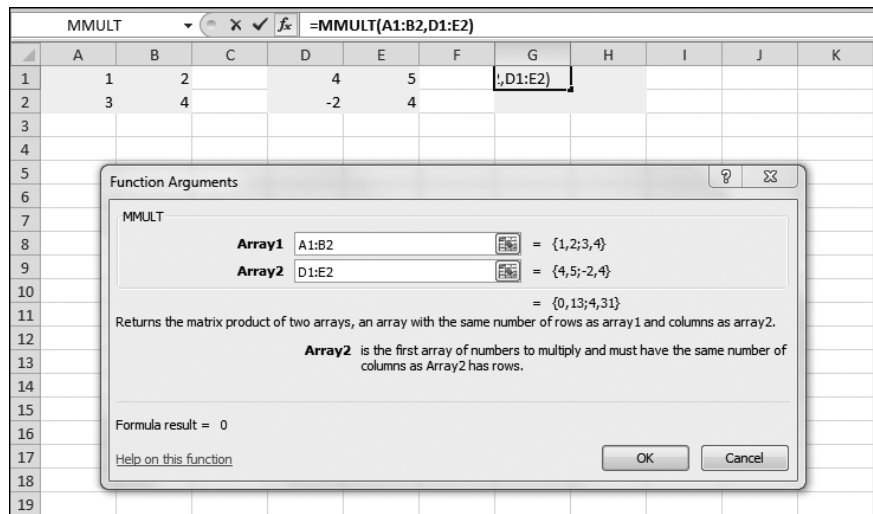 MMULT fx =MMULT(A1:B2,D1:E2)
A B C D E F G H I J K
1 1 2 4 5 !,D1:E2)
2 3 4 -2 4
3
4
5
6
7
8
9
10
11
12
13
14
15
16
17
18
19
Function Arguments ?
MMULT
Array1 A1:B2 = {1,2;3,4}
Array2 D1:E2 = {4,5;-2,4}
= {0,13;4,31}
Returns the matrix product of two arrays, an array with the same number of rows as array1 and columns as array2.
Array2 is the first array of numbers to multiply and must have the same number of
columns as Array2 has rows.
Formula result = 0
Help on this function OK Cancel